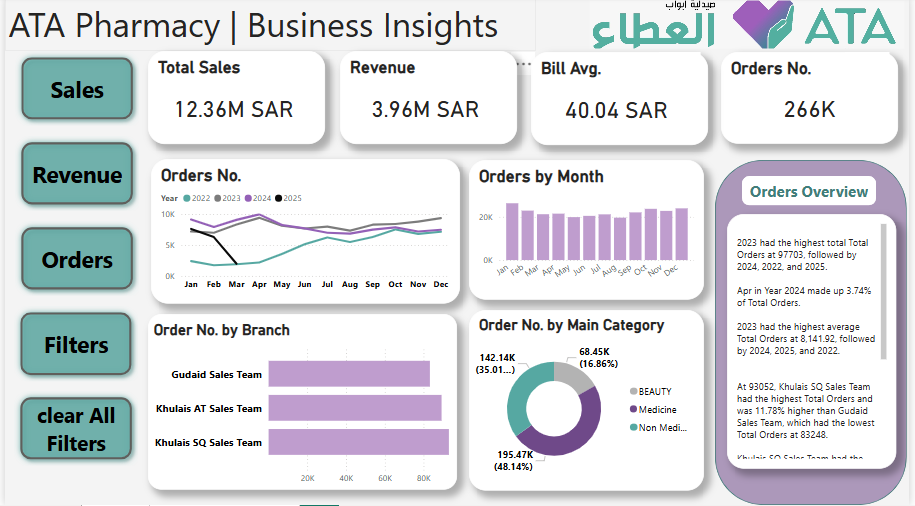 ATA Pharmacy | Business Insights
صيدلية أبواب
العطاء
ATA
Sales
Revenue
Orders
Filters
clear All
Filters
Total Sales
12.36M SAR
Revenue
3.96M SAR
Bill Avg.
40.04 SAR
Orders No.
266K
Orders No.
Year 2022 2023 2024 2025
10K
5K
0K
Jan Feb Mar Apr May Jun Jul Aug Sep Oct Nov Dec
Orders by Month
20K
0K
Jan Feb Mar Apr May Jun Jul Aug Sep Oct Nov Dec
Order No. by Branch
Gudaid Sales Team
Khulais AT Sales Team
Khulais SQ Sales Team
20K 40K 60K 80K
Order No. by Main Category
142.14K
(35.01...)
68.45K
(16.86%)
195.47K
(48.14%)
BEAUTY
Medicine
Non Medi...
Orders Overview
2023 had the highest total Total
Orders at 97703, followed by
2024, 2022, and 2025.
Apr in Year 2024 made up 3.74%
of Total Orders.
2023 had the highest average
Total Orders at 8,141.92, followed
by 2024, 2025, and 2022.
At 93052, Khulais SQ Sales Team
had the highest Total Orders and
was 11.78% higher than Gudaid
Sales Team, which had the lowest
Total Orders at 83248.
Khulais SQ Sales Team had the